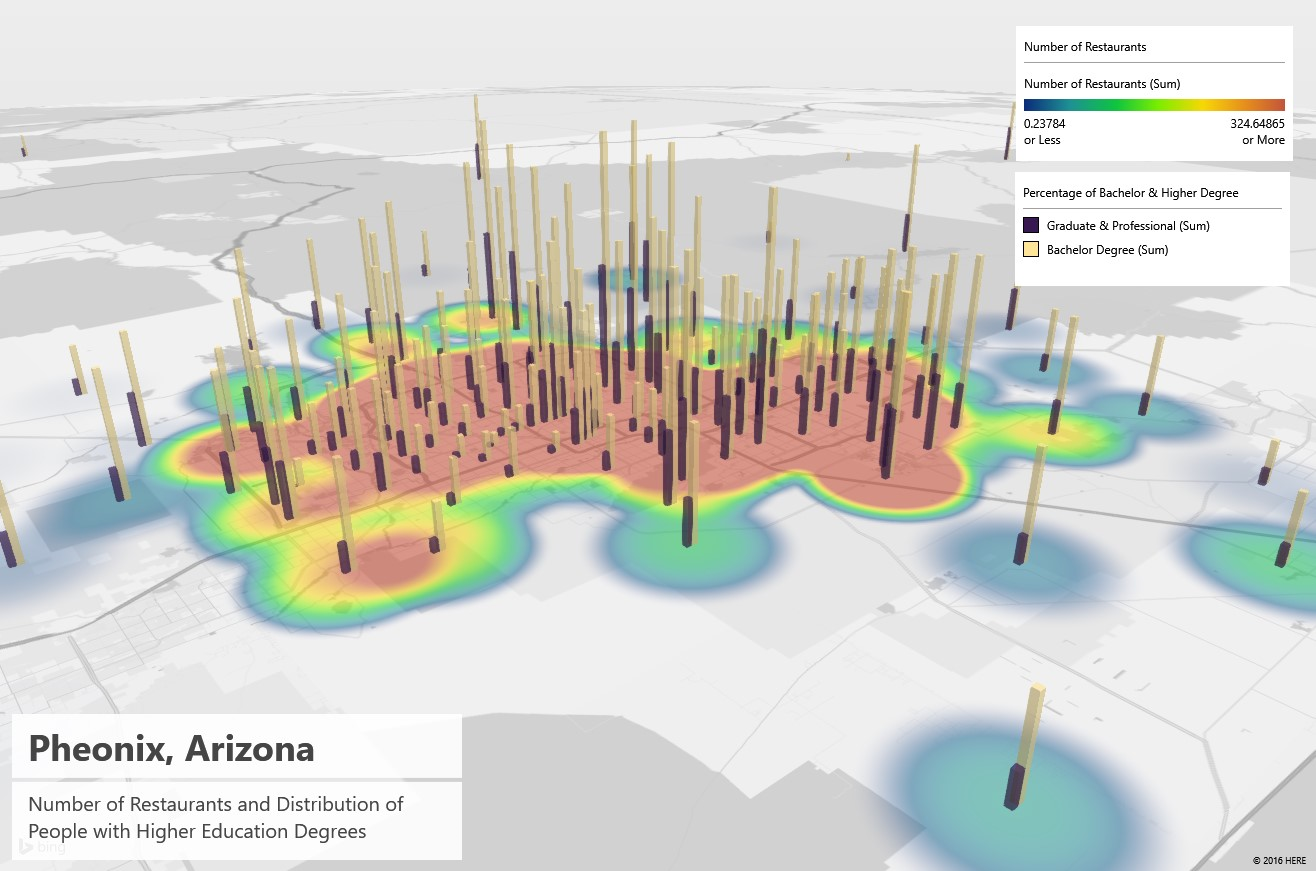 Number of Restaurants
Number of Restaurants (Sum)
0.23784
or Less
324.64865
or More
Percentage of Bachelor & Higher Degree
Graduate & Professional (Sum)
Bachelor Degree (Sum)
Pheonix, Arizona
Number of Restaurants and Distribution of
People with Higher Education Degrees
bing
© 2016 HERE